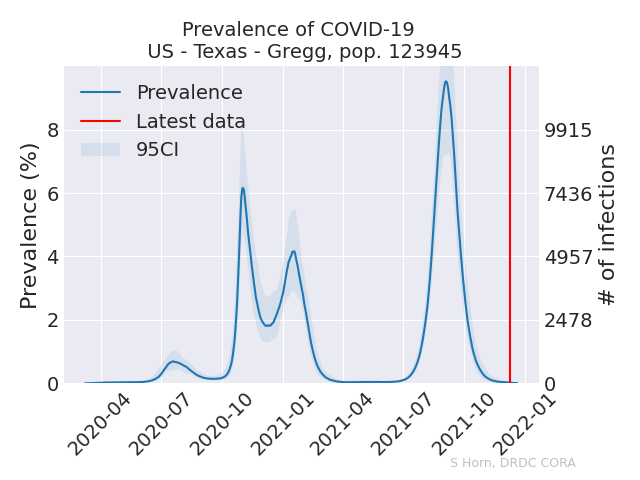 Prevalence of COVID-19
US - Texas - Gregg, pop. 123945
Prevalence
Latest data
95CI
Prevalence (%)
8
6
4
2
0
9915
7436
4957
2478
0
# of infections
2020-04
2020-07
2020-10
2021-01
2021-04
2021-07
2021-10
2022-01
S Horn, DRDC CORA